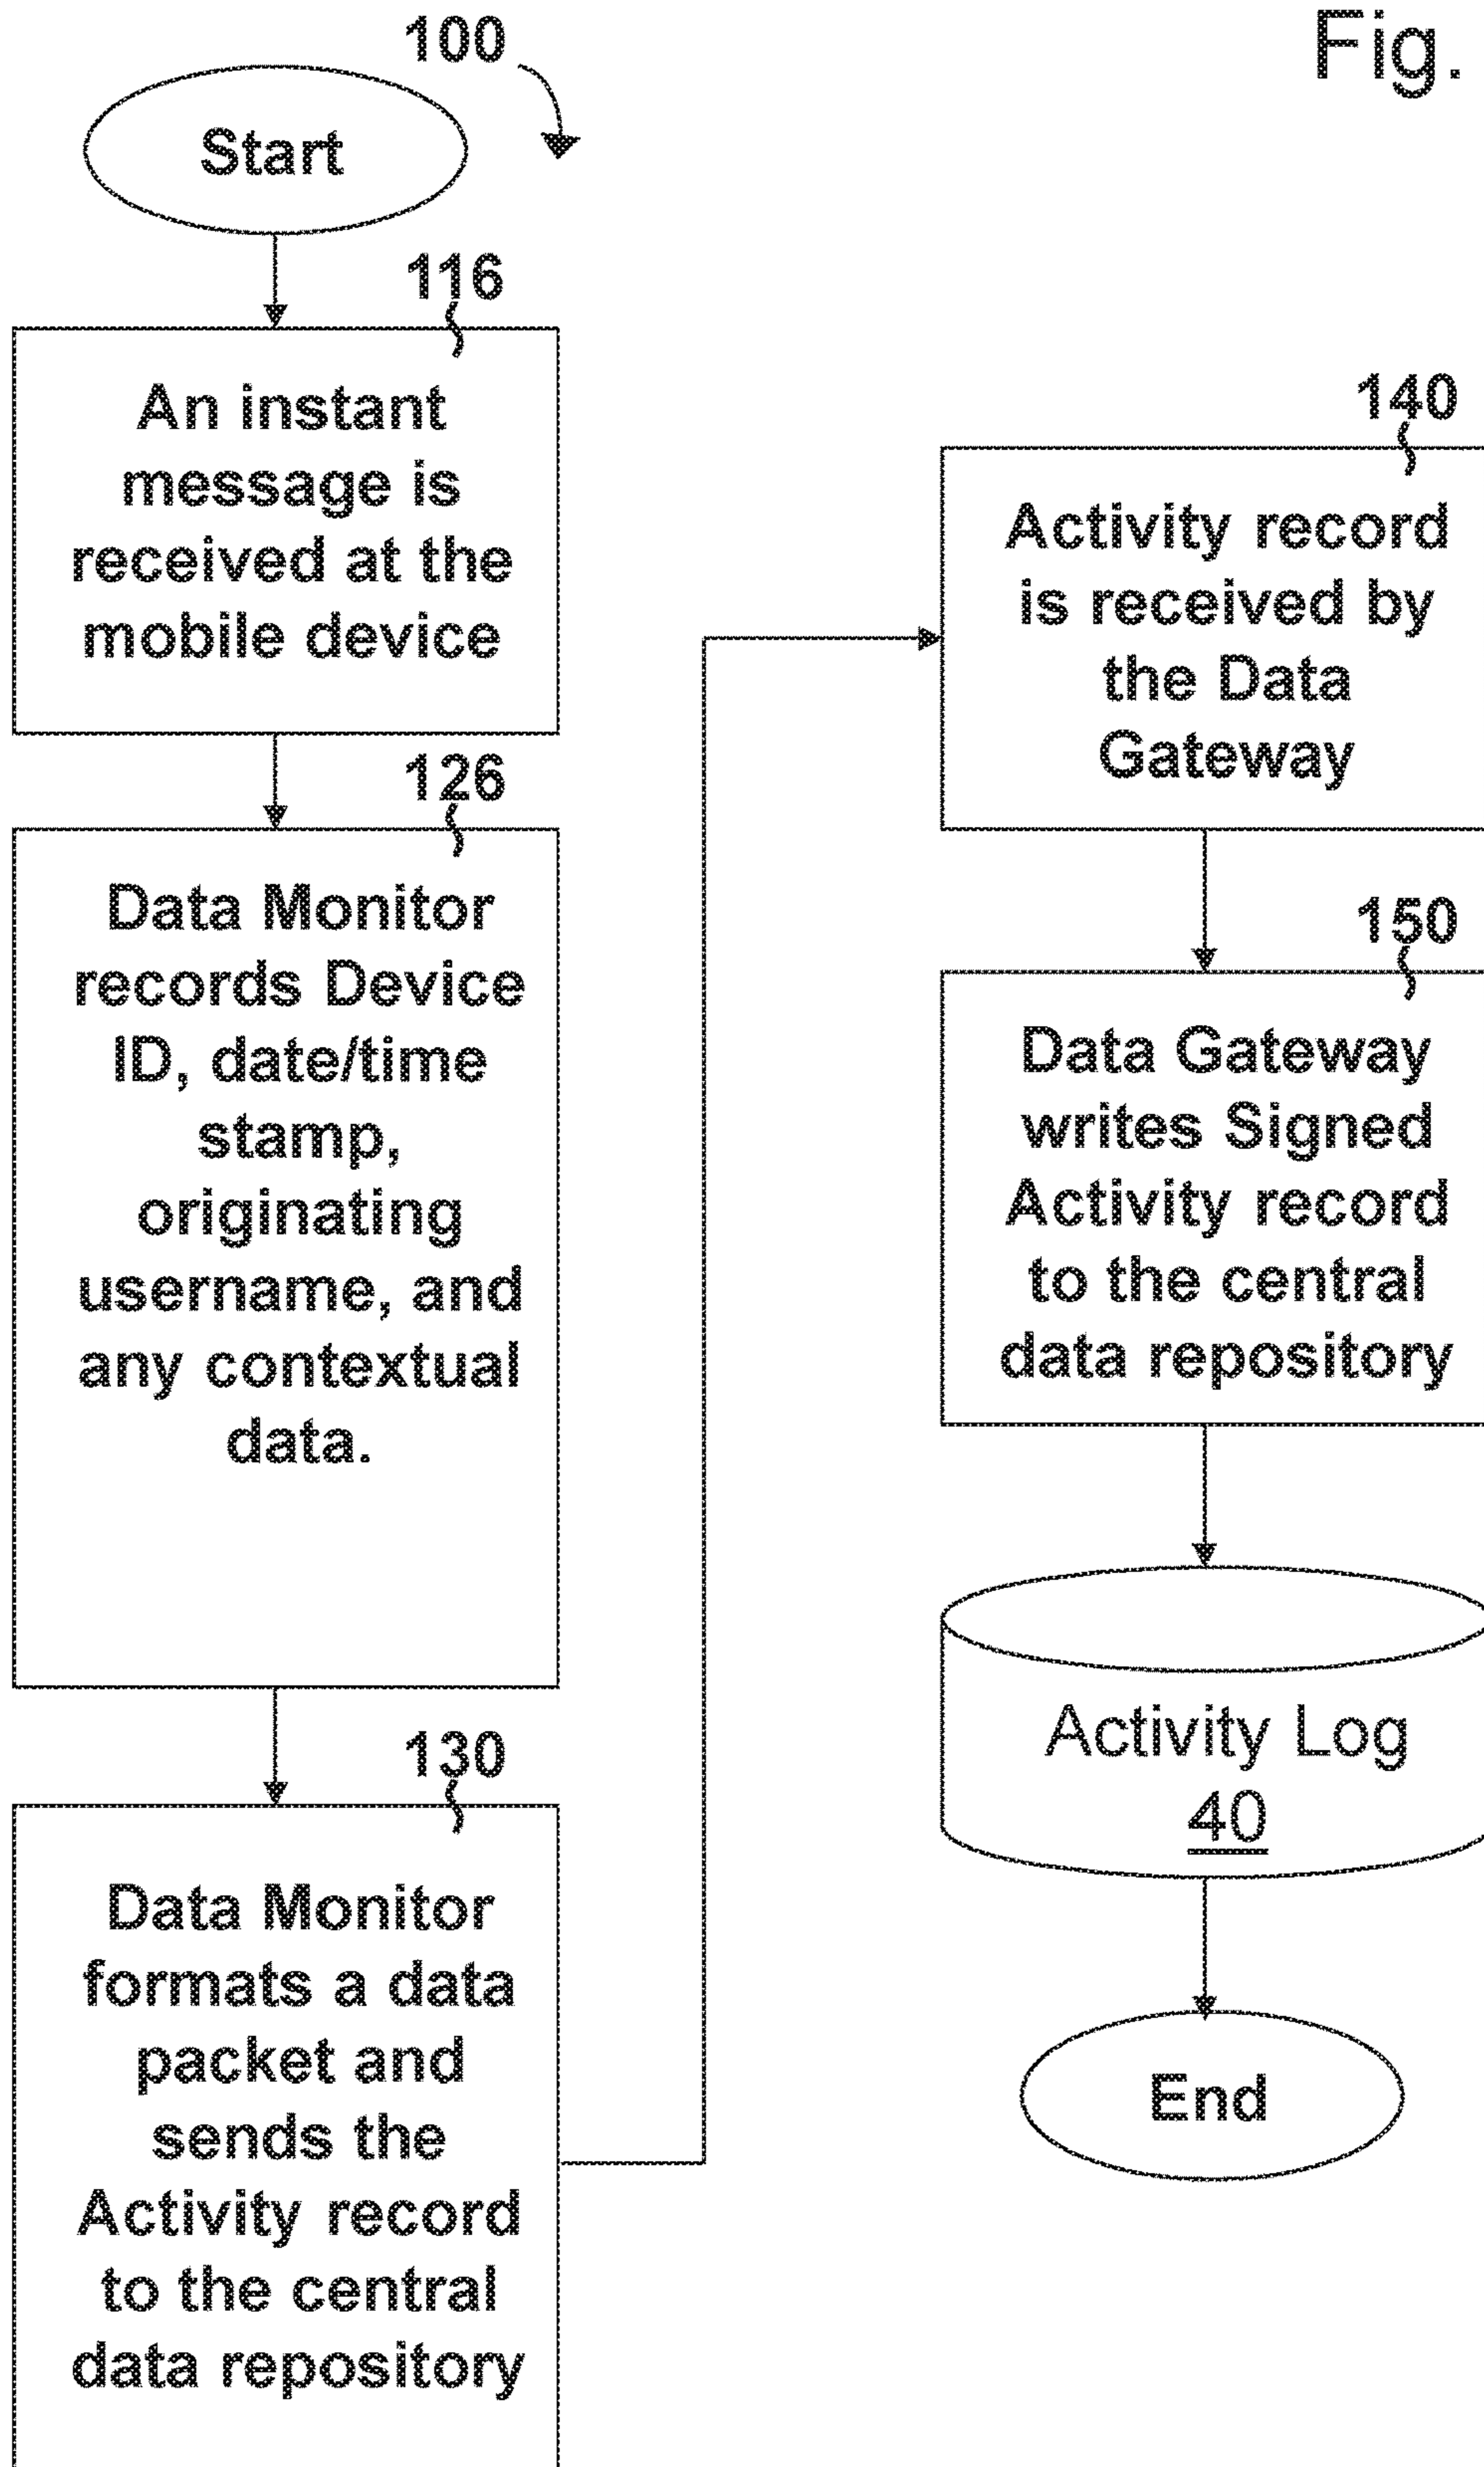 100
Fig.
Start
116
An instant
message is
received at the
mobile device
126
Data Monitor
records Device
ID, date/time
stamp,
originating
username, and
any contextual
data.
130
Data Monitor
formats a data
packet and
sends the
Activity record
to the central
data repository
140
Activity record
is received by
the Data
Gateway
150
Data Gateway
writes Signed
Activity record
to the central
data repository
Activity Log
40
End